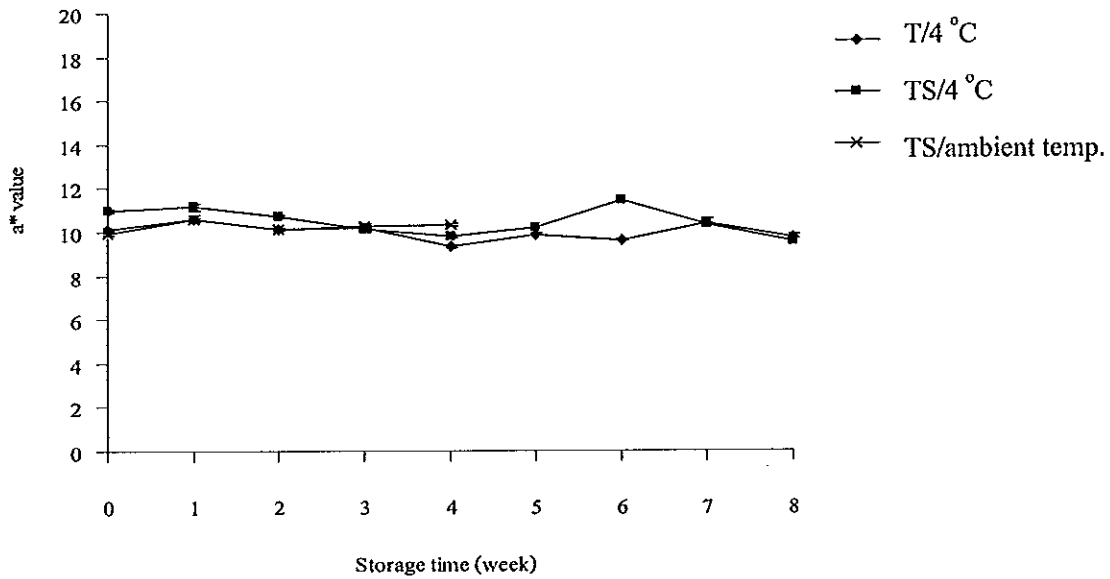 20
18
16
14
12
10
8
6
4
2
0
a* value
0 1 2 3 4 5 6 7 8
Storage time (week)
T/4 °C
TS/4 °C
TS/ambient temp.